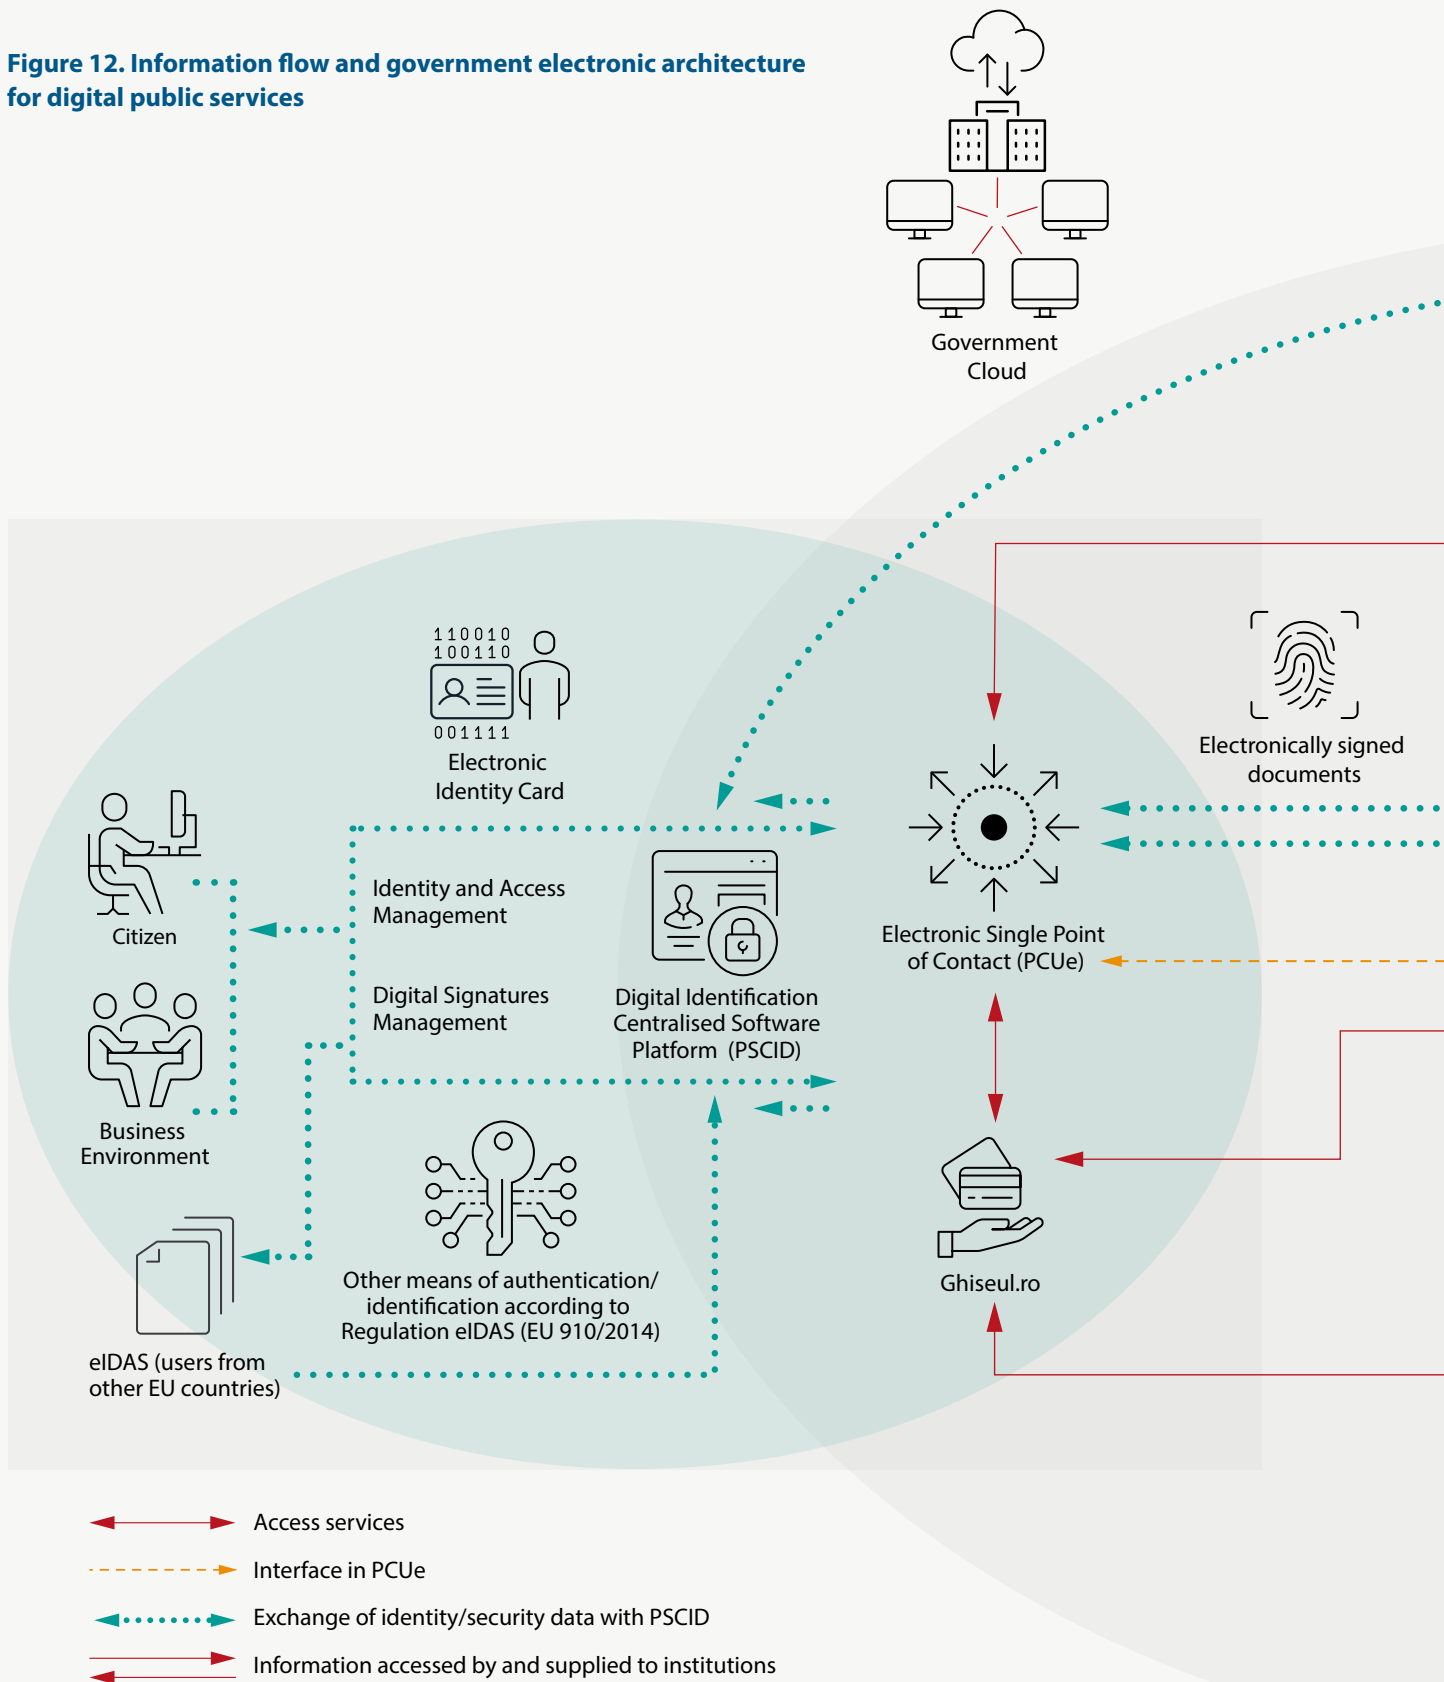 Figure 12. Information flow and government electronic architecture
for digital public services
Government
Cloud
110010
100110
001111
Electronic
Identity Card
Electronically signed
documents
Citizen
Identity and Access
Management
Electronic Single Point
of Contact (PCUe)
Business
Environment
Digital Signatures
Management
Digital Identification
Centralised Software
Platform (PSCID)
Other means of authentication/
identification according to
Regulation eIDAS (EU 910/2014)
Ghiseul.ro
eIDAS (users from
other EU countries)
Access services
Interface in PCUe
Exchange of identity/security data with PSCID
Information accessed by and supplied to institutions